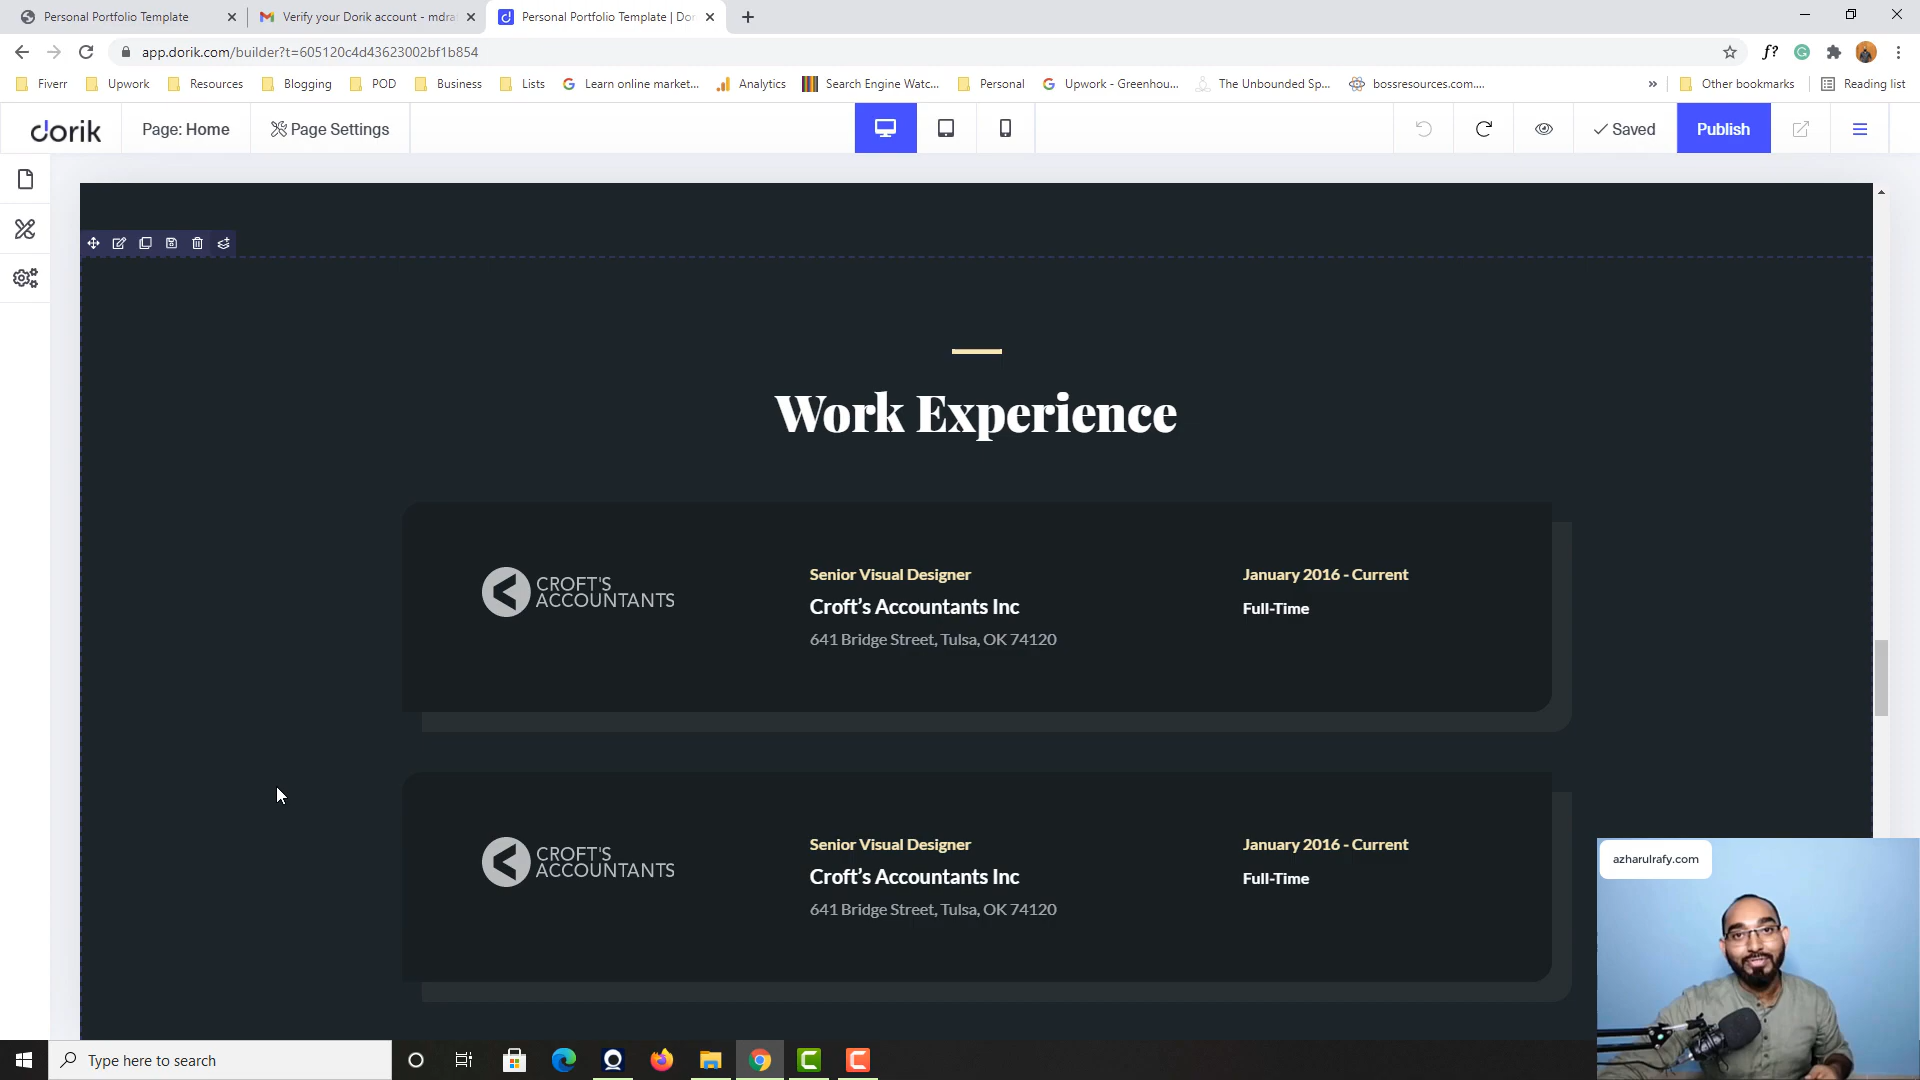 Personal Portfolio Template
Verify your Dorik account - mdra
Personal Portfolio Template | Do
app.dorik.com/builder?t=605120c4d43623002bf1b854
Fiverr
Upwork
Resources
Blogging
POD
Business
Lists
Learn online market...
Analytics
Search Engine Watc...
Personal
Upwork - Greenhou...
The Unbounded Sp...
bossresources.com....
Other bookmarks
Reading list
dorik
Page: Home
Page Settings
Saved
Publish
Work Experience
CROFT'S
ACCOUNTANTS
Senior Visual Designer
Croft’s Accountants Inc
641 Bridge Street, Tulsa, OK 74120
January 2016 - Current
Full-Time
CROFT'S
ACCOUNTANTS
Senior Visual Designer
Croft’s Accountants Inc
641 Bridge Street, Tulsa, OK 74120
January 2016 - Current
Full-Time
azharulrafy.com
Type here to search